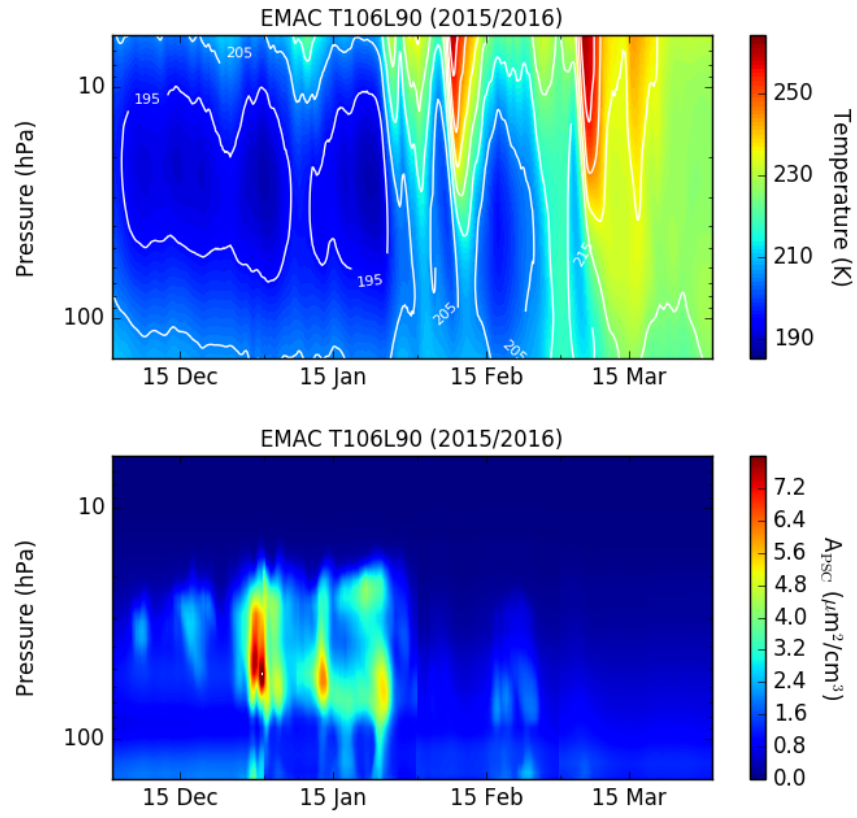 EMAC T106L90 (2015/2016)
Pressure (hPa)
10
100
205
195
195
205
205
215
15 Dec
15 Jan
15 Feb
15 Mar
250
230
210
190
Temperature (K)
EMAC T106L90 (2015/2016)
Pressure (hPa)
10
100
15 Dec
15 Jan
15 Feb
15 Mar
7.2
6.4
5.6
4.8
4.0
3.2
2.4
1.6
0.8
0.0
A_PSC (μm²/cm³)